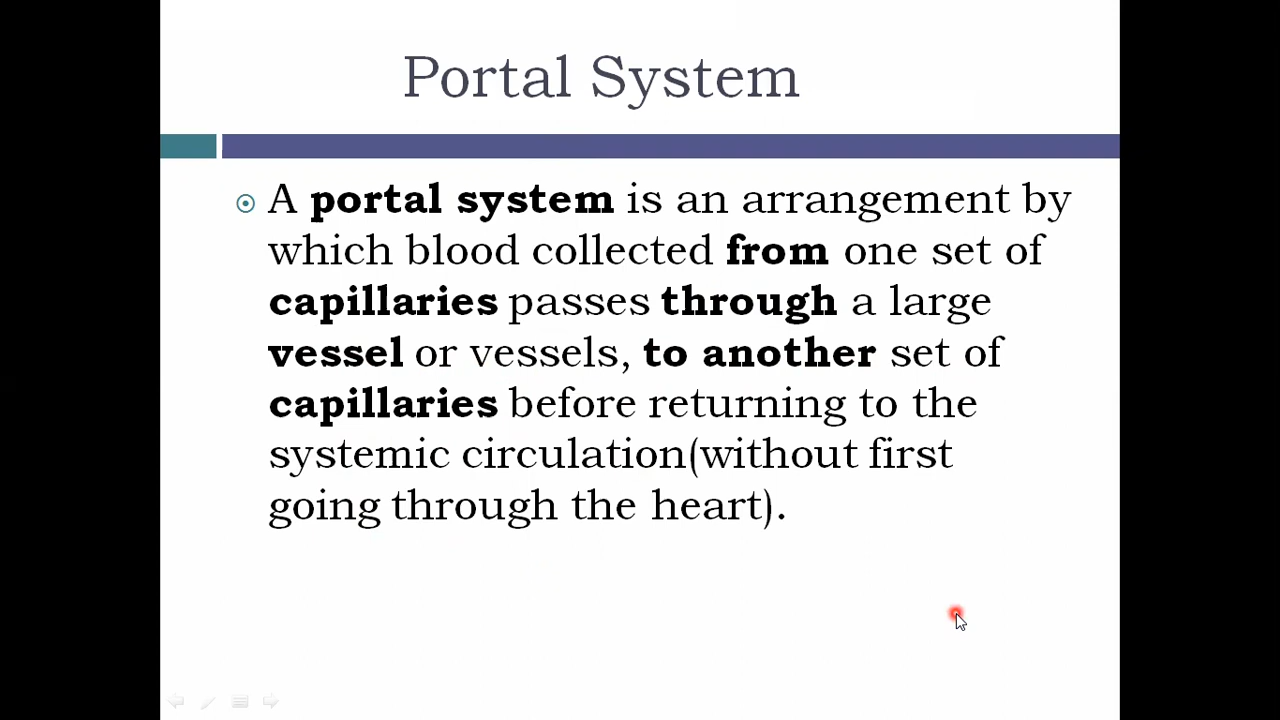 Portal System
A portal system is an arrangement by
which blood collected from one set of
capillaries passes through a large
vessel or vessels, to another set of
capillaries before returning to the
systemic circulation(without first
going through the heart).